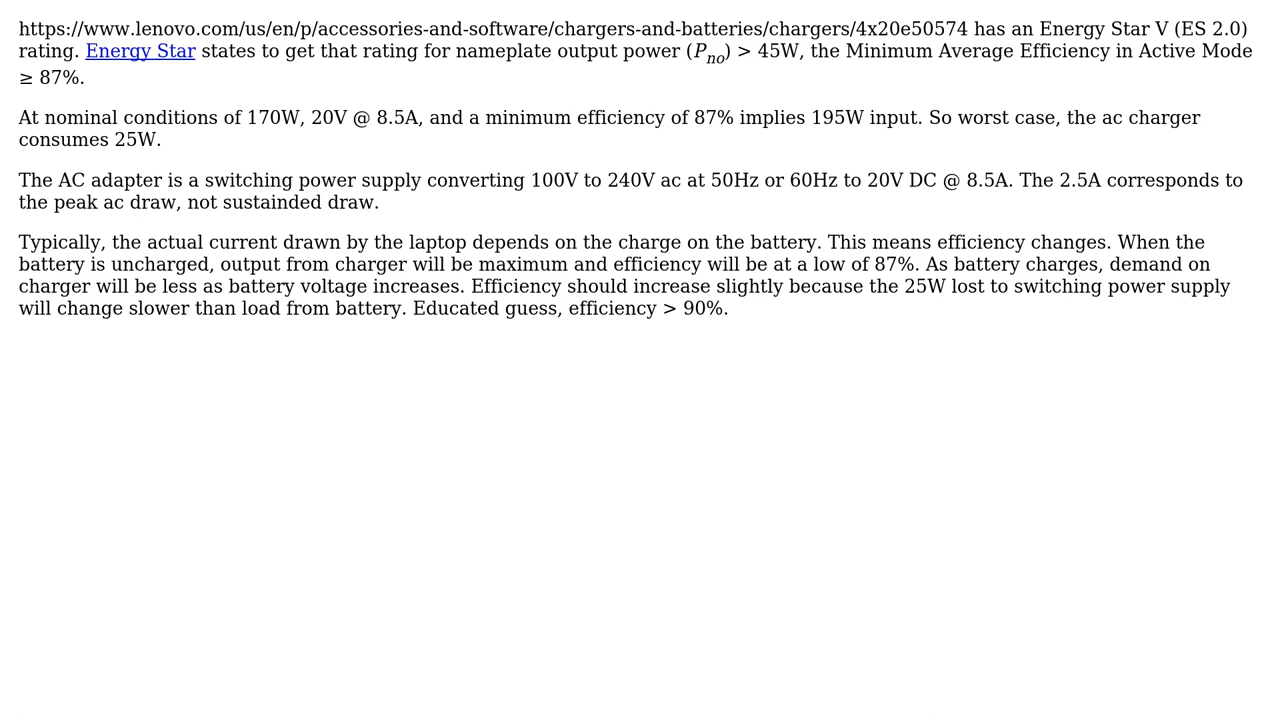 https://www.lenovo.com/us/en/p/accessories-and-software/chargers-and-batteries/chargers/4x20e50574 has an Energy Star V (ES 2.0)
rating. Energy Star states to get that rating for nameplate output power (Pno) > 45W, the Minimum Average Efficiency in Active Mode
≥ 87%.
At nominal conditions of 170W, 20V @ 8.5A, and a minimum efficiency of 87% implies 195W input. So worst case, the ac charger
consumes 25W.
The AC adapter is a switching power supply converting 100V to 240V ac at 50Hz or 60Hz to 20V DC @ 8.5A. The 2.5A corresponds to
the peak ac draw, not sustainded draw.
Typically, the actual current drawn by the laptop depends on the charge on the battery. This means efficiency changes. When the
battery is uncharged, output from charger will be maximum and efficiency will be at a low of 87%. As battery charges, demand on
charger will be less as battery voltage increases. Efficiency should increase slightly because the 25W lost to switching power supply
will change slower than load from battery. Educated guess, efficiency > 90%.